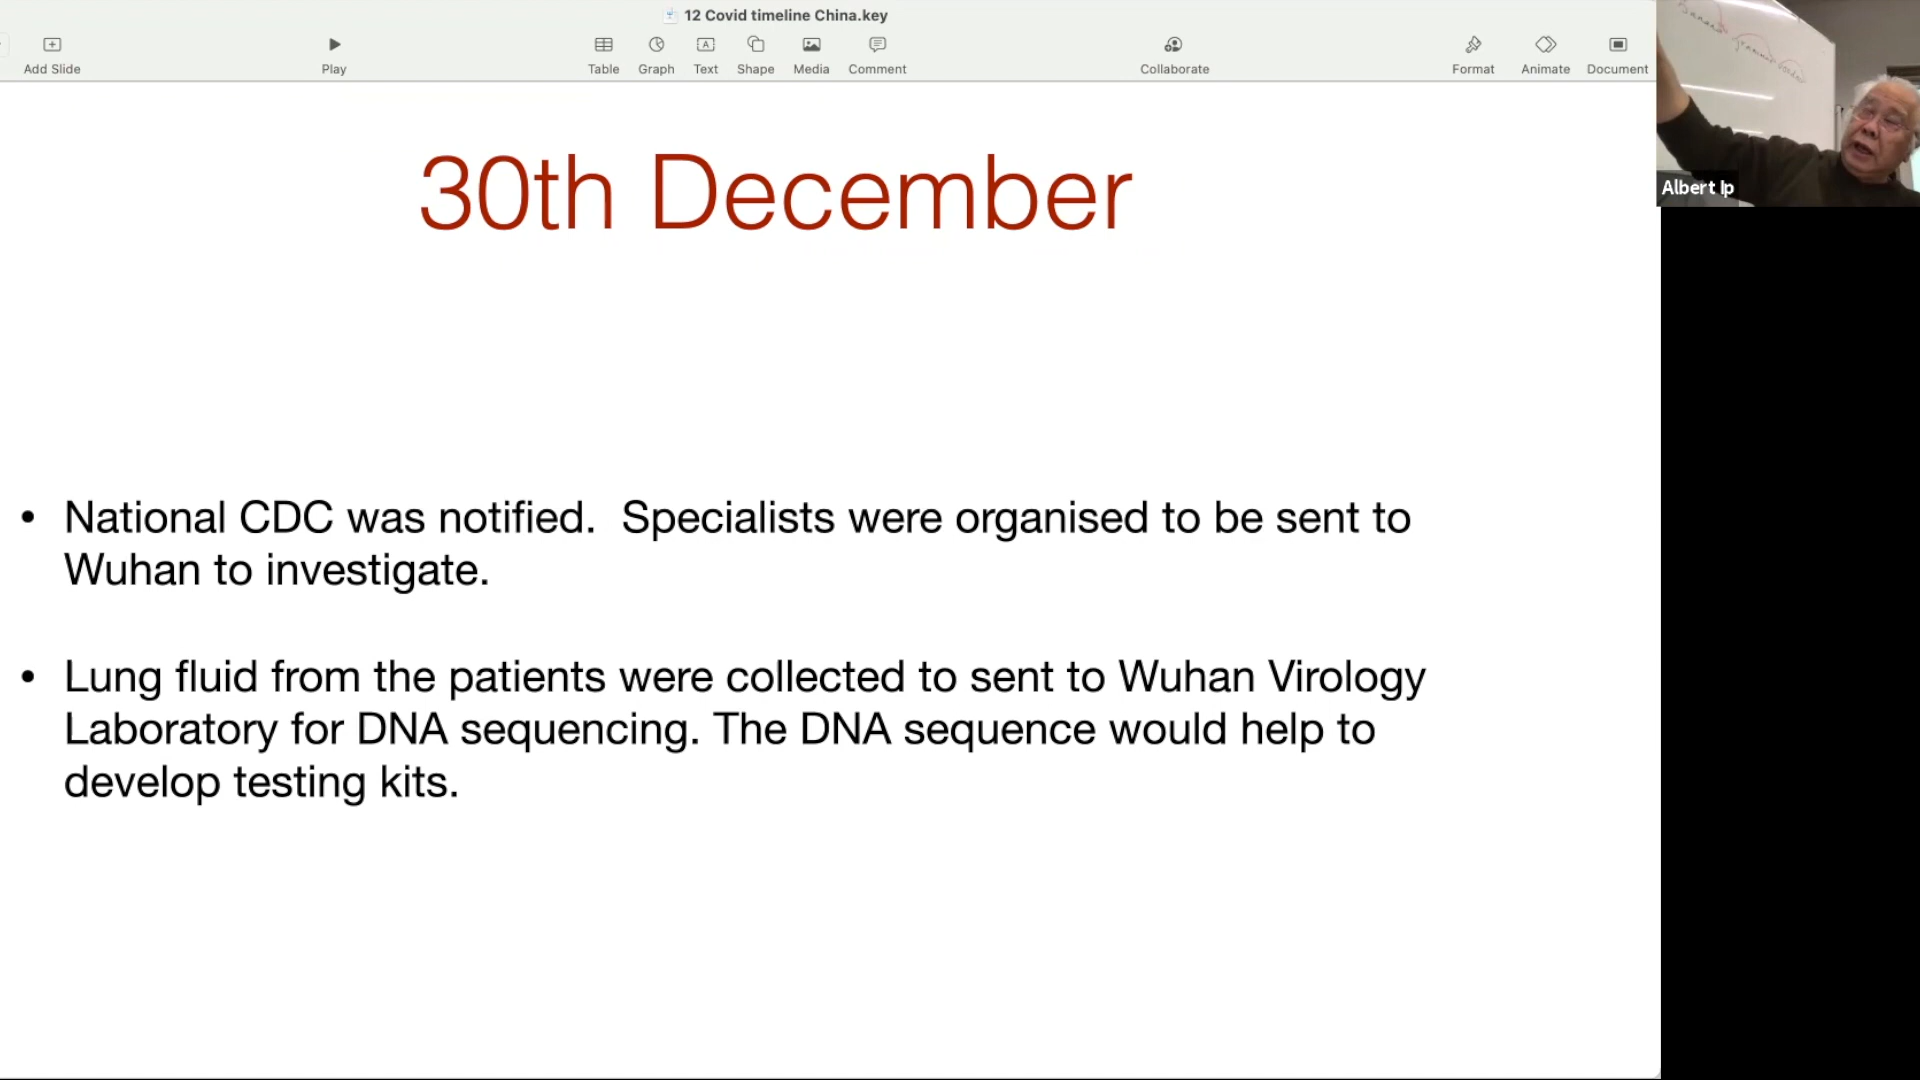 12 Covid timeline China.key
Add Slide
Play
Table
Graph
Text
Shape
Media
Comment
Collaborate
Format
Animate
Document
30th December
• National CDC was notified.  Specialists were organised to be sent to
Wuhan to investigate.
• Lung fluid from the patients were collected to sent to Wuhan Virology
Laboratory for DNA sequencing. The DNA sequence would help to
develop testing kits.
Albert Ip